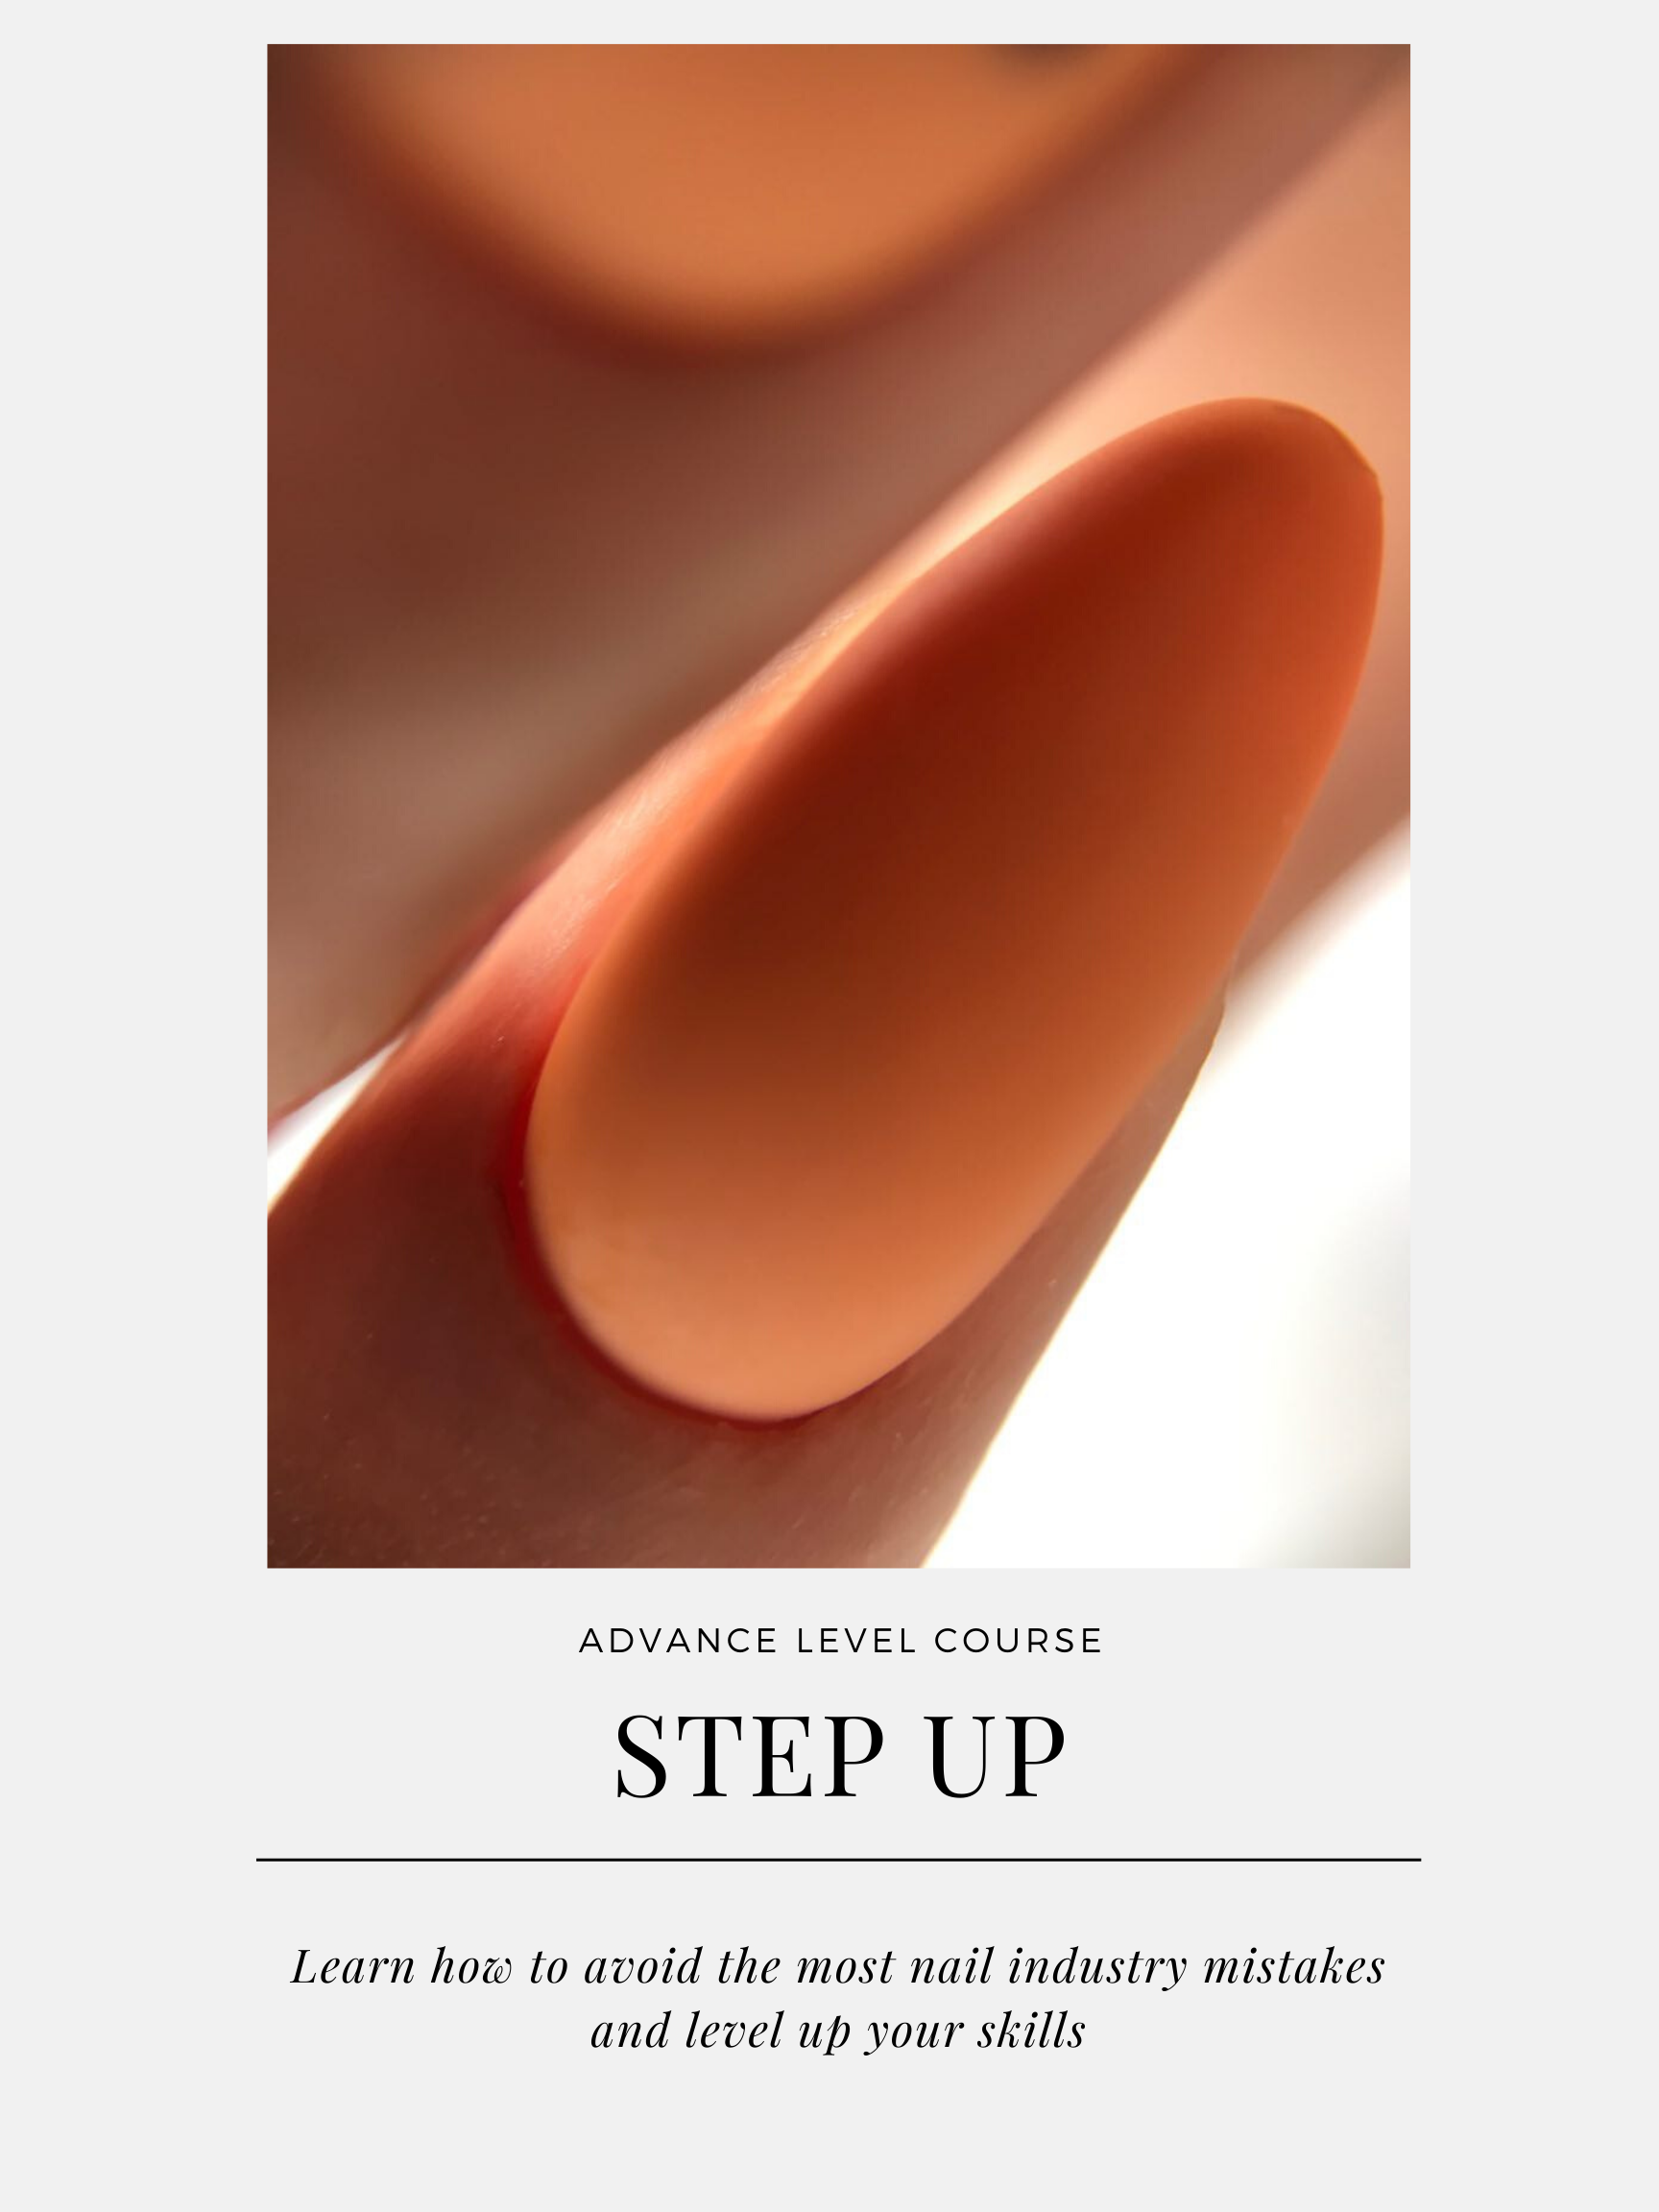 ADVANCE LEVEL COURSE
STEP UP
Learn how to avoid the most nail industry mistakes
and level up your skills